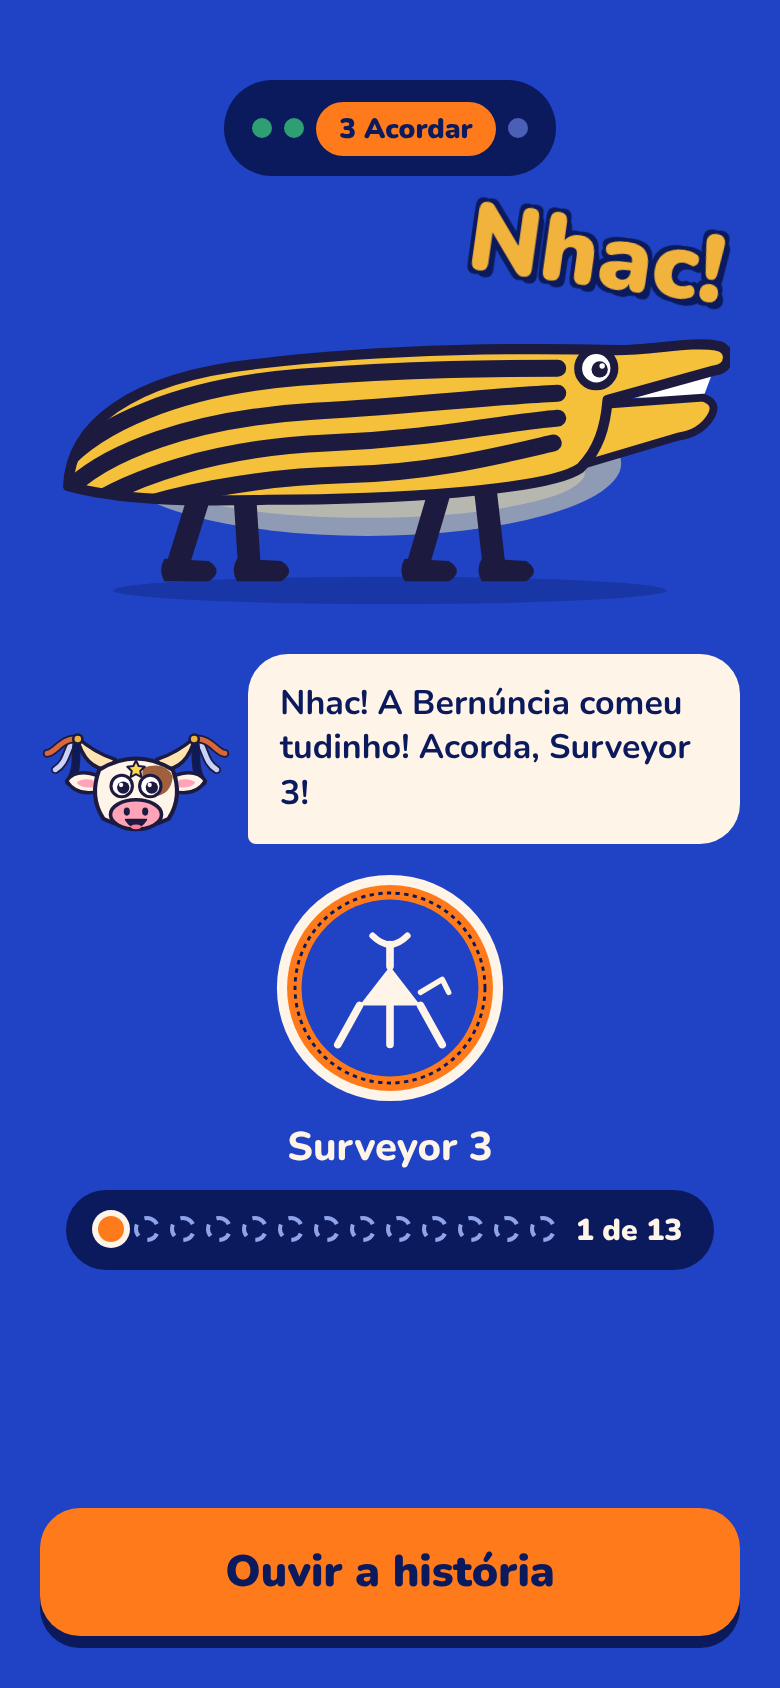 3 Acordar
Nhac!
Nhac! A Bernúncia comeu
tudinho! Acorda, Surveyor
3!
Surveyor 3
1 de 13
Ouvir a história